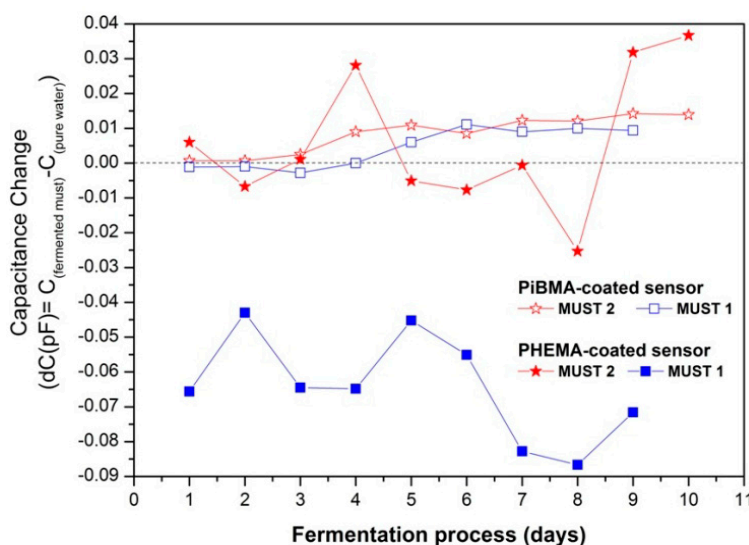 Capacitance Change
(dC(pF)= C(fermented must)-C(pure water))
0.04
0.03
0.02
0.01
0.00
-0.01
-0.02
-0.03
-0.04
-0.05
-0.06
-0.07
-0.08
-0.09
PiBMA-coated sensor
MUST 2 MUST 1
PHEMA-coated sensor
MUST 2 MUST 1
0 1 2 3 4 5 6 7 8 9 10 11
Fermentation process (days)